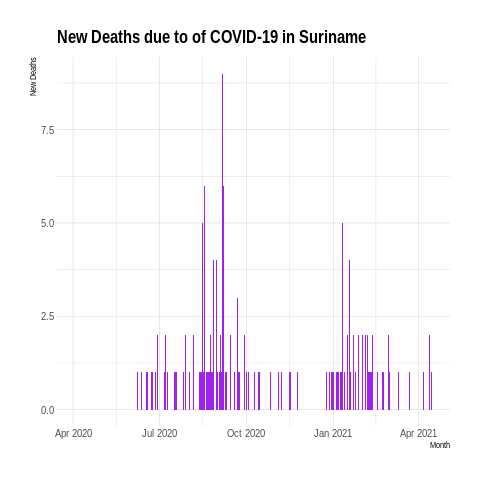 New Deaths due to of COVID-19 in Suriname
New Deaths
7.5
5.0
2.5
0.0
Apr 2020 Jul 2020 Oct 2020 Jan 2021 Apr 2021
Month